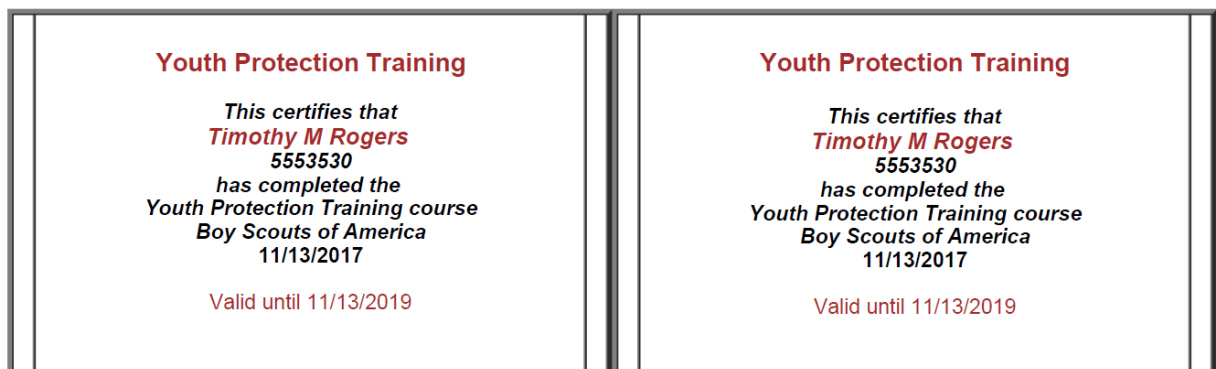 Youth Protection Training
This certifies that
Timothy M Rogers
5553530
has completed the
Youth Protection Training course
Boy Scouts of America
11/13/2017
Valid until 11/13/2019
Youth Protection Training
This certifies that
Timothy M Rogers
5553530
has completed the
Youth Protection Training course
Boy Scouts of America
11/13/2017
Valid until 11/13/2019